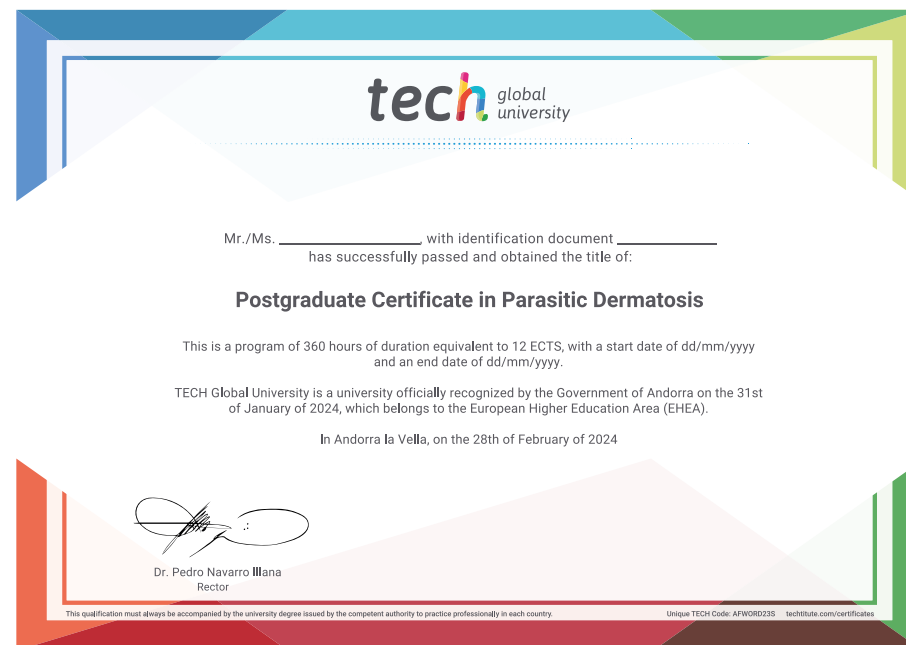 tech global
university
Mr./Ms. ____________, with identification document ____________
has successfully passed and obtained the title of:
Postgraduate Certificate in Parasitic Dermatosis
This is a program of 360 hours of duration equivalent to 12 ECTS, with a start date of dd/mm/yyyy
and an end date of dd/mm/yyyy.
TECH Global University is a university officially recognized by the Government of Andorra on the 31st
of January of 2024, which belongs to the European Higher Education Area (EHEA).
In Andorra la Vella, on the 28th of February of 2024
Dr. Pedro Navarro Illana
Rector
This qualification must always be accompanied by the university degree issued by the competent authority to practice professionally in each country. Unique TECH Code: AFWORD23S techtitute.com/certificates